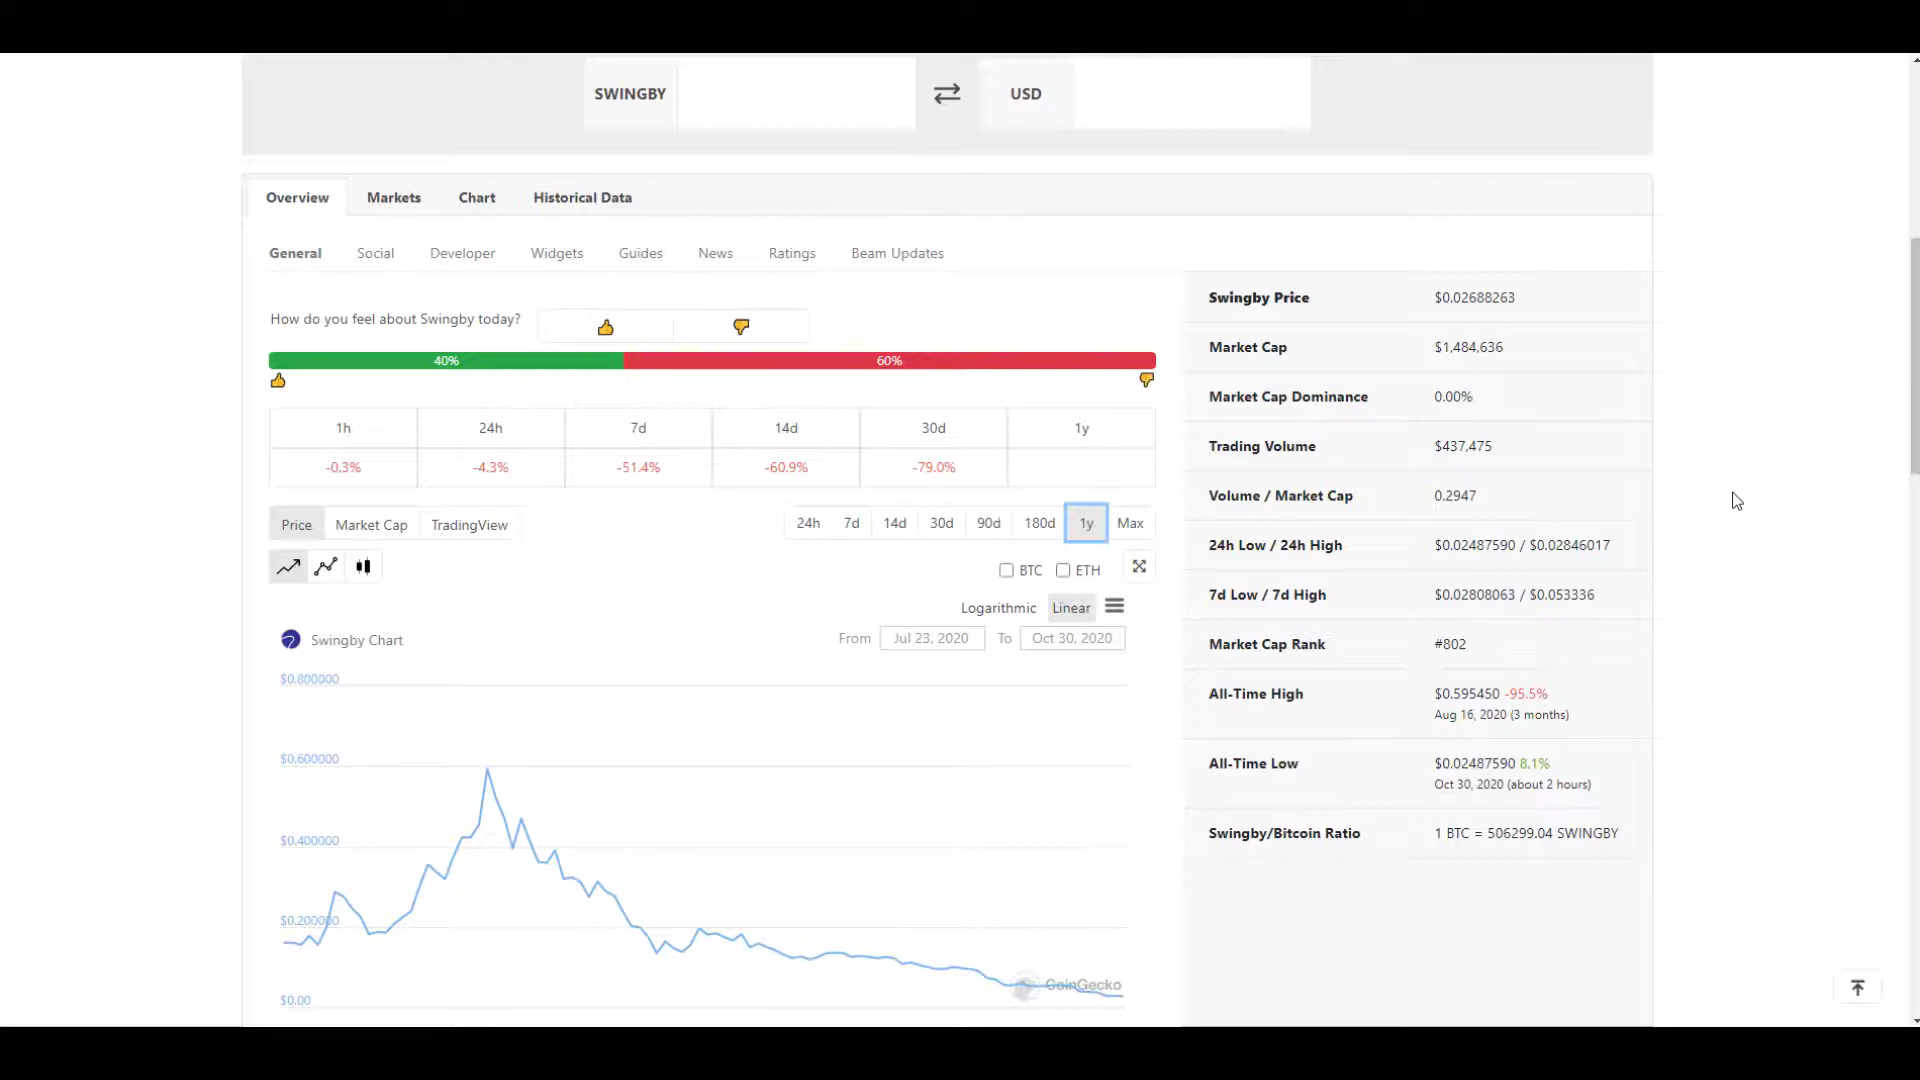 SWINGBY USD
Overview Markets Chart Historical Data
General Social Developer Widgets Guides News Ratings Beam Updates
How do you feel about Swingby today?
40% 60%
1h 24h 7d 14d 30d 1y
-0.3% -4.3% -51.4% -60.9% -79.0%
Price Market Cap TradingView
24h 7d 14d 30d 90d 180d 1y Max
BTC ETH
Logarithmic Linear
Swingby Chart
From Jul 23, 2020 To Oct 30, 2020
$0.800000
$0.600000
$0.400000
$0.200000
$0.00
CoinGecko
Swingby Price $0.02688263
Market Cap $1,484,636
Market Cap Dominance 0.00%
Trading Volume $437,475
Volume / Market Cap 0.2947
24h Low / 24h High $0.02487590 / $0.02846017
7d Low / 7d High $0.02808063 / $0.053336
Market Cap Rank #802
All-Time High $0.595450 -95.5%
Aug 16, 2020 (3 months)
All-Time Low $0.02487590 8.1%
Oct 30, 2020 (about 2 hours)
Swingby/Bitcoin Ratio 1 BTC = 506299.04 SWINGBY